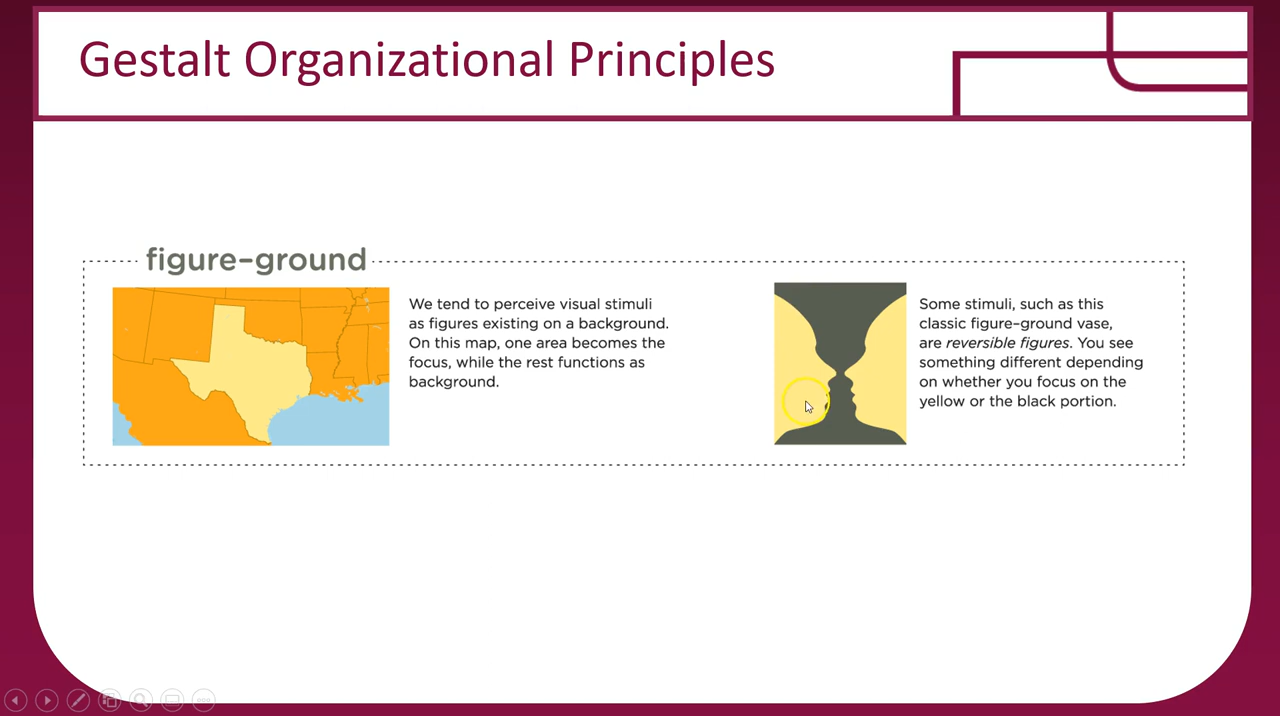 Gestalt Organizational Principles
figure–ground
We tend to perceive visual stimuli
as figures existing on a background.
On this map, one area becomes the
focus, while the rest functions as
background.
Some stimuli, such as this
classic figure–ground vase,
are reversible figures. You see
something different depending
on whether you focus on the
yellow or the black portion.